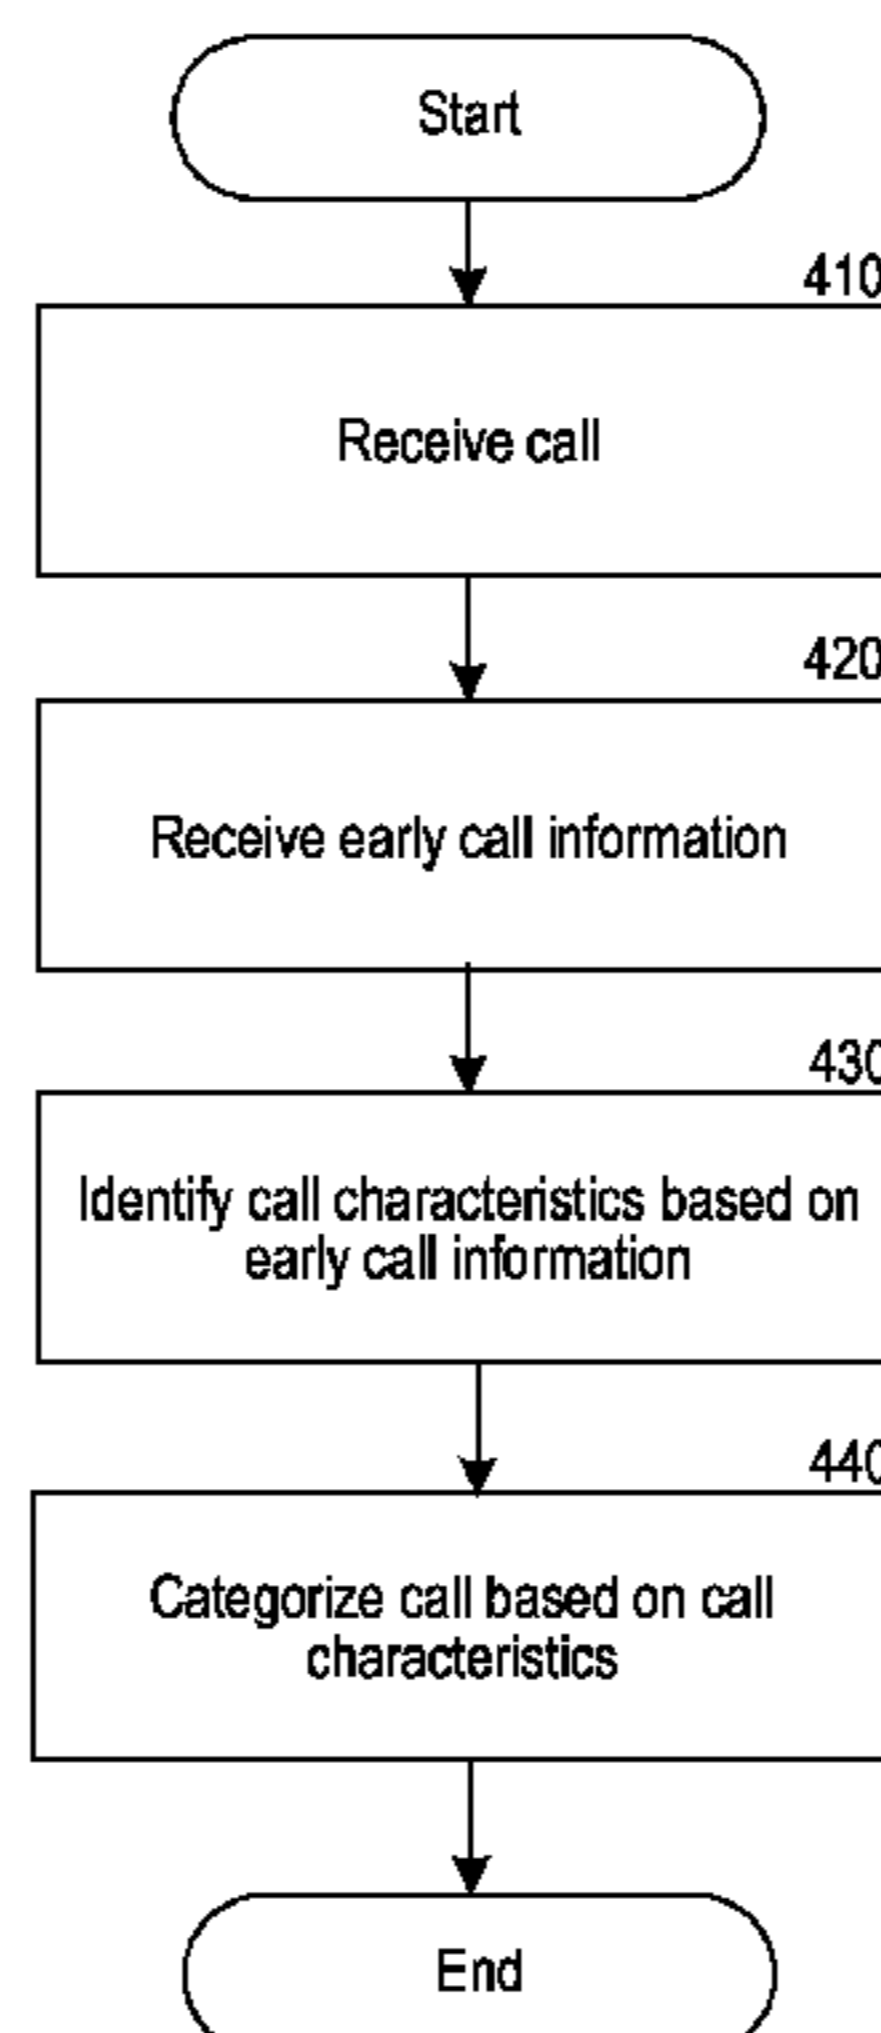 Start
410
Receive call
420
Receive early call information
430
Identify call characteristics based on
early call information
440
Categorize call based on call
characteristics
End